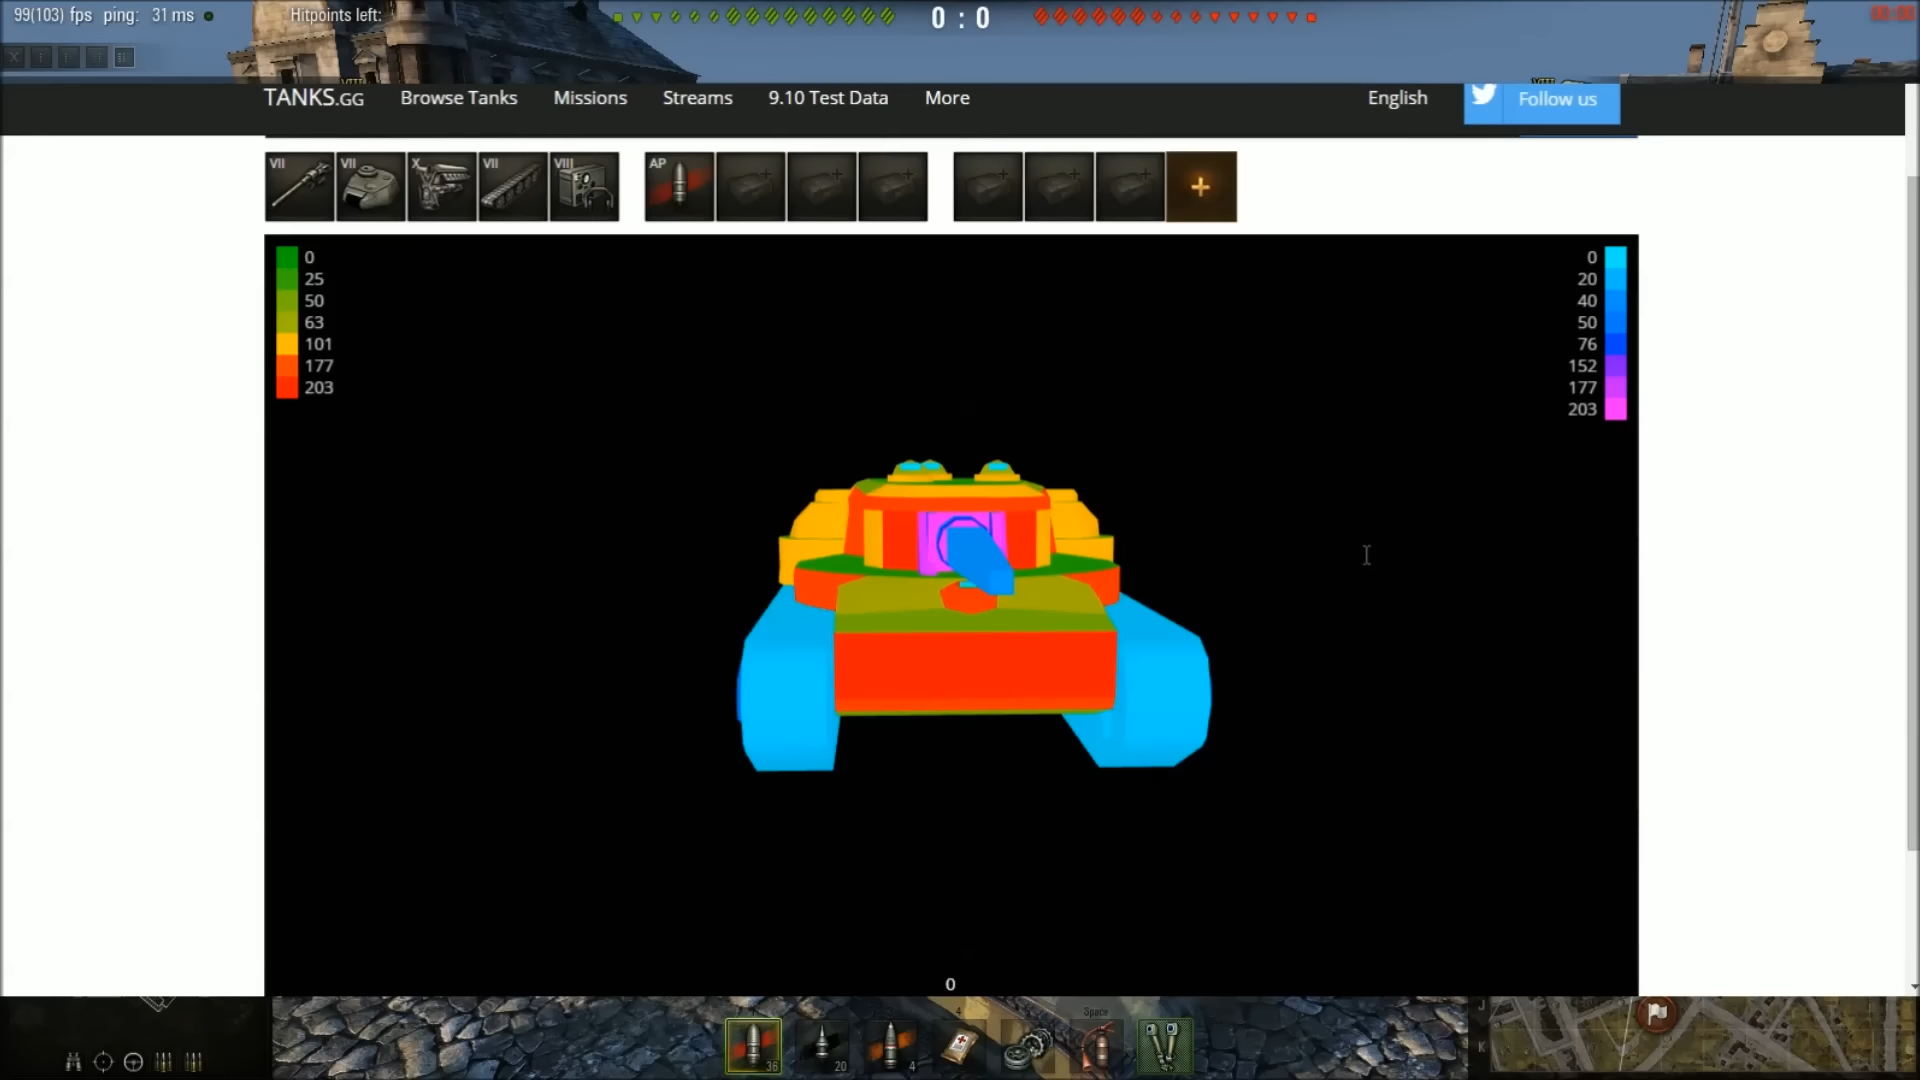 99(103) fps ping: 31 ms
Hitpoints left:
0 : 0
TANKS.GG Browse Tanks Missions Streams 9.10 Test Data More English Follow us
VII VII X VII VIII AP
0
25
50
63
101
177
203
0
20
40
50
76
152
177
203
0
4 Space
36 20 4
J
K